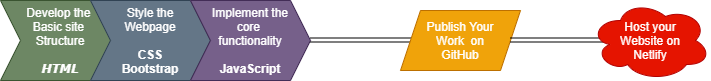 Develop the
Basic site
Structure
HTML
Style the
Webpage
CSS
Bootstrap
Implement the
core
functionality
JavaScript
Publish Your
Work on
GitHub
Host your
Website on
Netlify